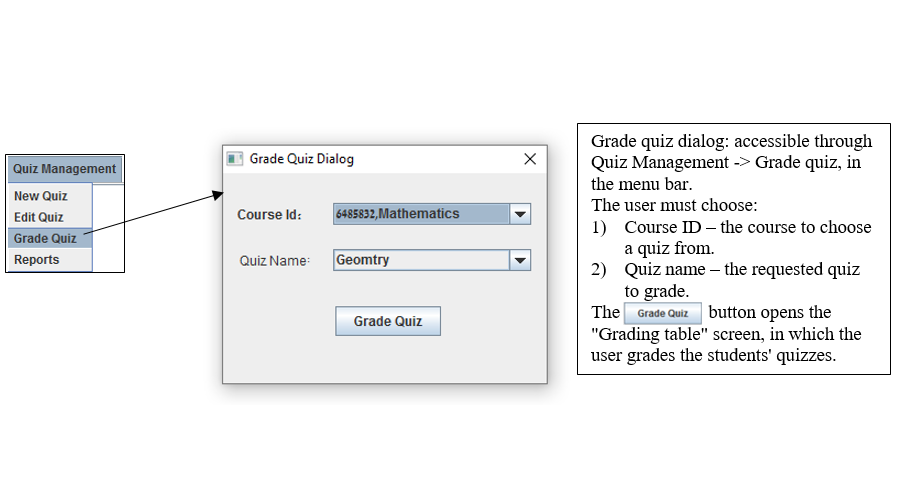 Quiz Management
New Quiz
Edit Quiz
Grade Quiz
Reports
Grade Quiz Dialog
Course Id:
6485832,Mathematics
Quiz Name:
Geomtry
Grade Quiz
Grade quiz dialog: accessible through
Quiz Management -> Grade quiz, in
the menu bar.
The user must choose:
1) Course ID – the course to choose
a quiz from.
2) Quiz name – the requested quiz
to grade.
The Grade Quiz button opens the
"Grading table" screen, in which the
user grades the students' quizzes.